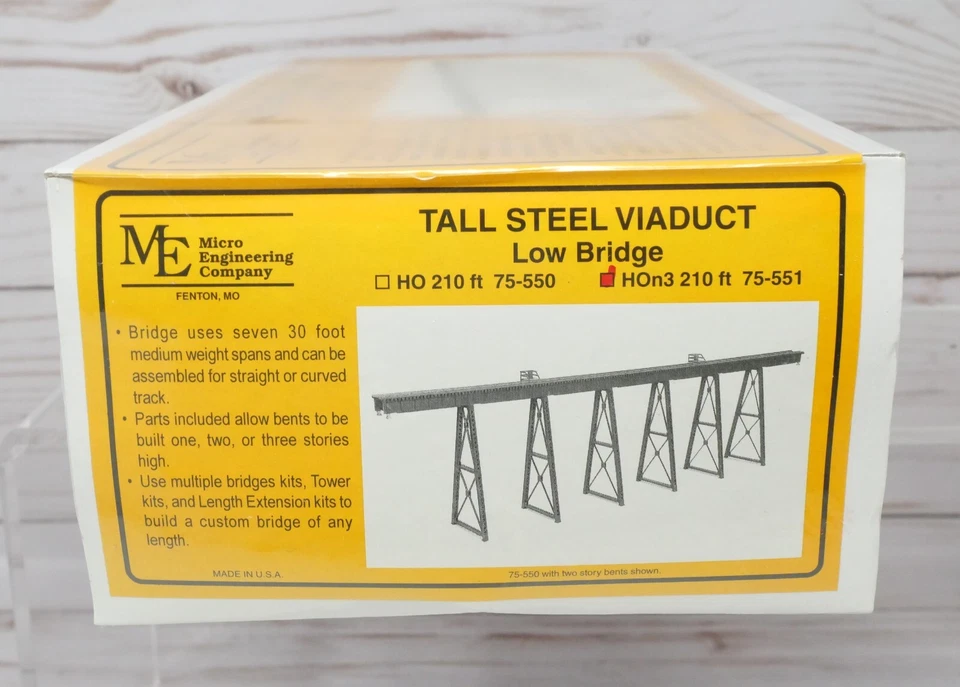 TALL STEEL VIADUCT
Low Bridge
HO 210 ft 75-550 HOn3 210 ft 75-551
ME Micro
Engineering
Company
FENTON, MO
• Bridge uses seven 30 foot
medium weight spans and can be
assembled for straight or curved
track.
• Parts included allow bents to be
built one, two, or three stories
high.
• Use multiple bridges kits, Tower
kits, and Length Extension kits to
build a custom bridge of any
length.
MADE IN U.S.A.
75-550 with two story bents shown.